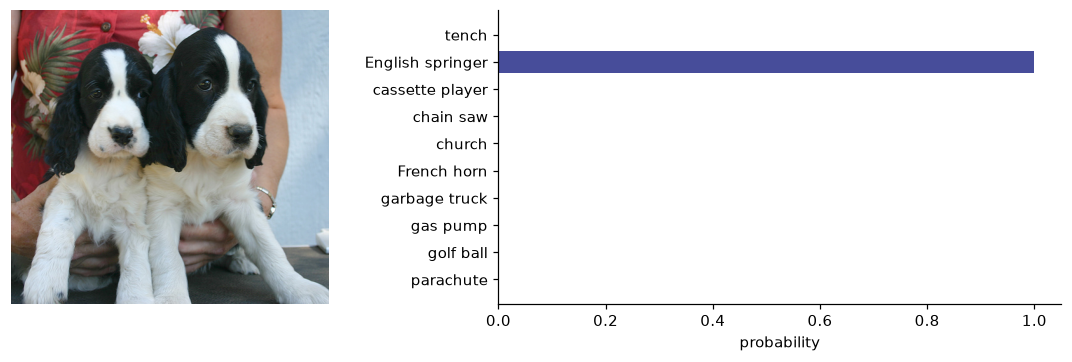 tench
English springer
cassette player
chain saw
church
French horn
garbage truck
gas pump
golf ball
parachute
0.0 0.2 0.4 0.6 0.8 1.0
probability